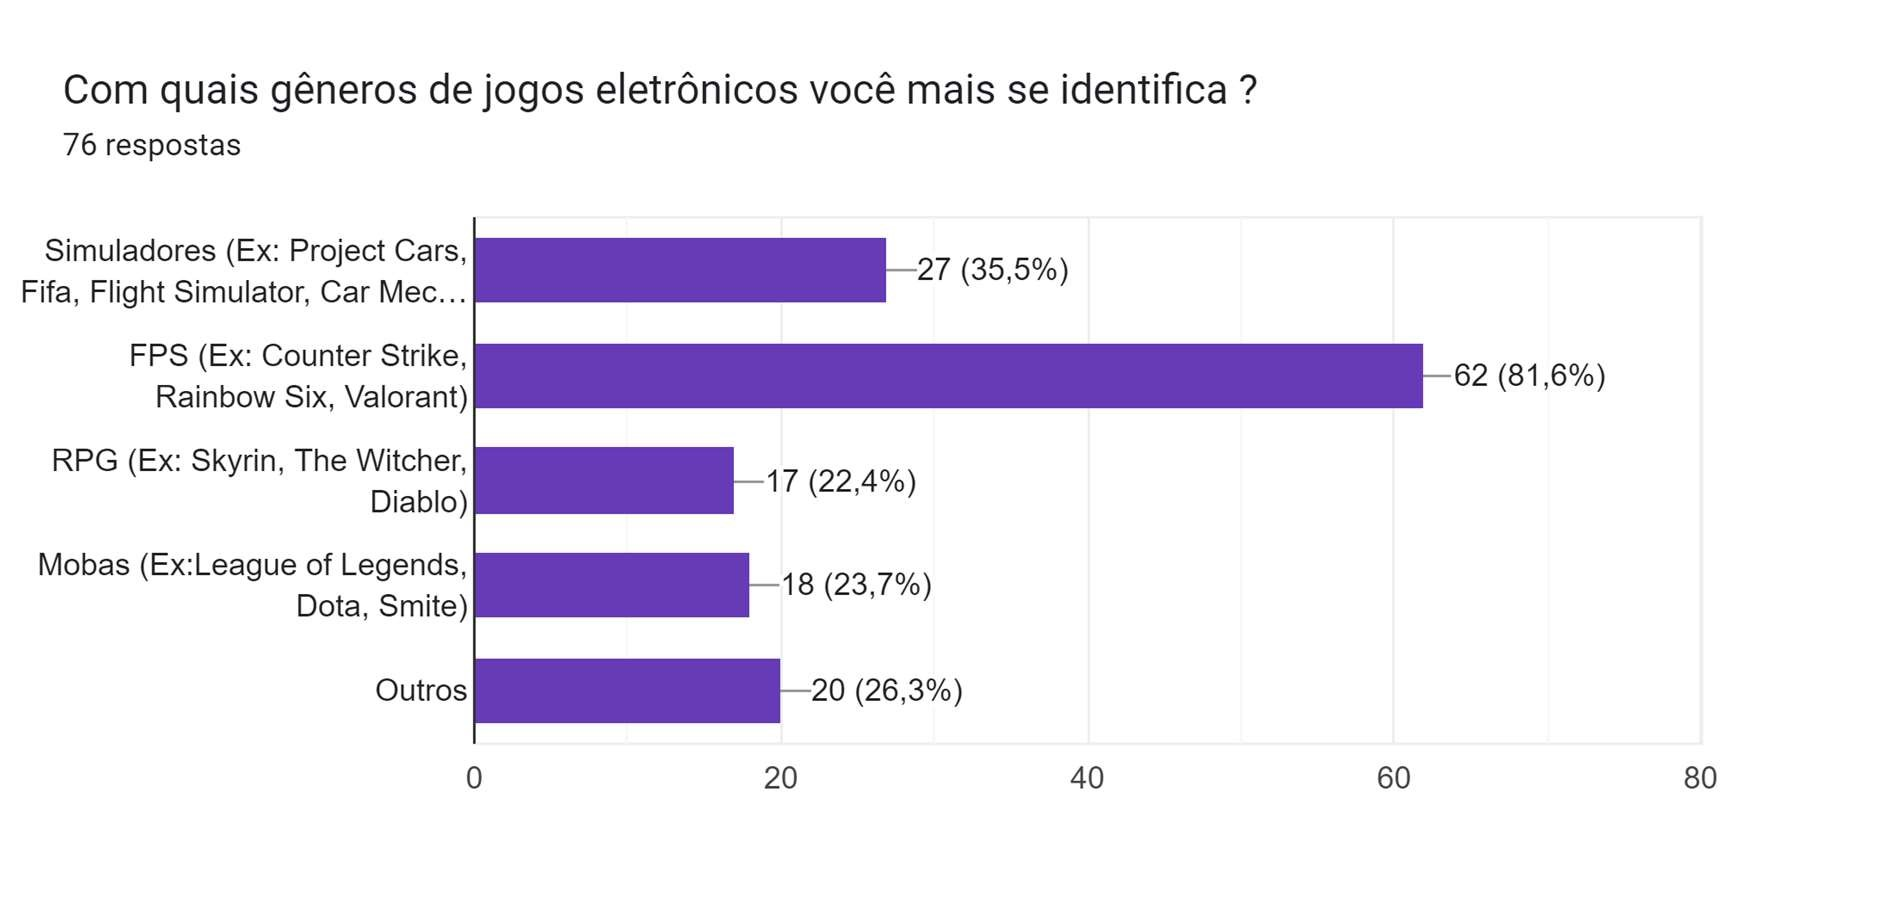 Com quais gêneros de jogos eletrônicos você mais se identifica ?
76 respostas
Simuladores (Ex: Project Cars,
Fifa, Flight Simulator, Car Mec…
27 (35,5%)
FPS (Ex: Counter Strike,
Rainbow Six, Valorant)
62 (81,6%)
RPG (Ex: Skyrin, The Witcher,
Diablo)
17 (22,4%)
Mobas (Ex:League of Legends,
Dota, Smite)
18 (23,7%)
Outros
20 (26,3%)
0 20 40 60 80